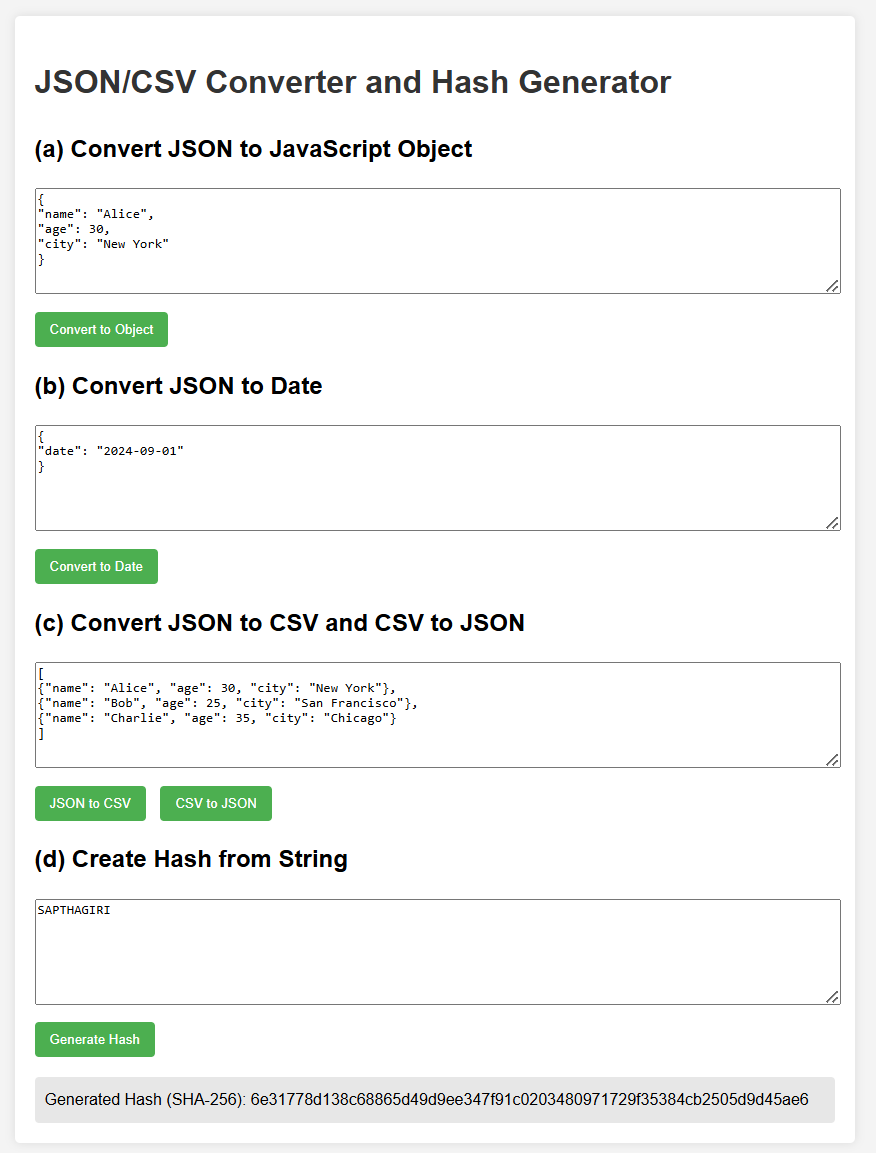 JSON/CSV Converter and Hash Generator
(a) Convert JSON to JavaScript Object
{
"name": "Alice",
"age": 30,
"city": "New York"
}
Convert to Object
(b) Convert JSON to Date
{
"date": "2024-09-01"
}
Convert to Date
(c) Convert JSON to CSV and CSV to JSON
[
{"name": "Alice", "age": 30, "city": "New York"},
{"name": "Bob", "age": 25, "city": "San Francisco"},
{"name": "Charlie", "age": 35, "city": "Chicago"}
]
JSON to CSV CSV to JSON
(d) Create Hash from String
SAPTHAGIRI
Generate Hash
Generated Hash (SHA-256): 6e31778d138c68865d49d9ee347f91c0203480971729f35384cb2505d9d45ae6